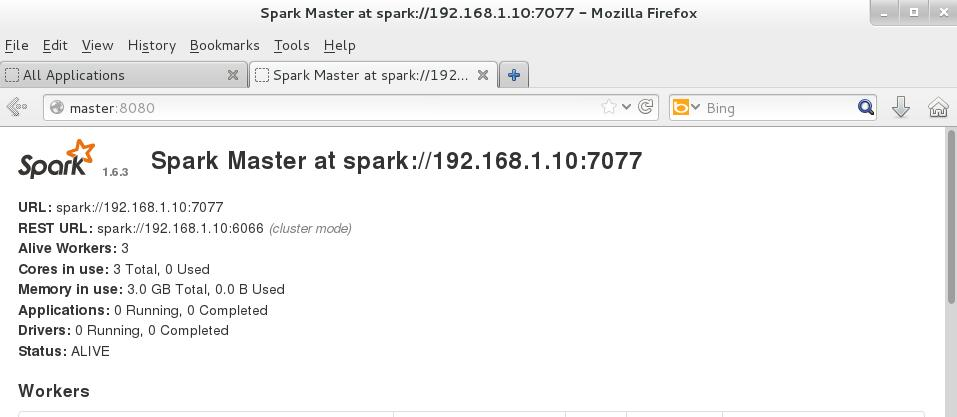 Spark Master at spark://192.168.1.10:7077 - Mozilla Firefox
File Edit View History Bookmarks Tools Help
All Applications
Spark Master at spark://192...
master:8080
Bing
Spark 1.6.3
Spark Master at spark://192.168.1.10:7077
URL: spark://192.168.1.10:7077
REST URL: spark://192.168.1.10:6066 (cluster mode)
Alive Workers: 3
Cores in use: 3 Total, 0 Used
Memory in use: 3.0 GB Total, 0.0 B Used
Applications: 0 Running, 0 Completed
Drivers: 0 Running, 0 Completed
Status: ALIVE
Workers